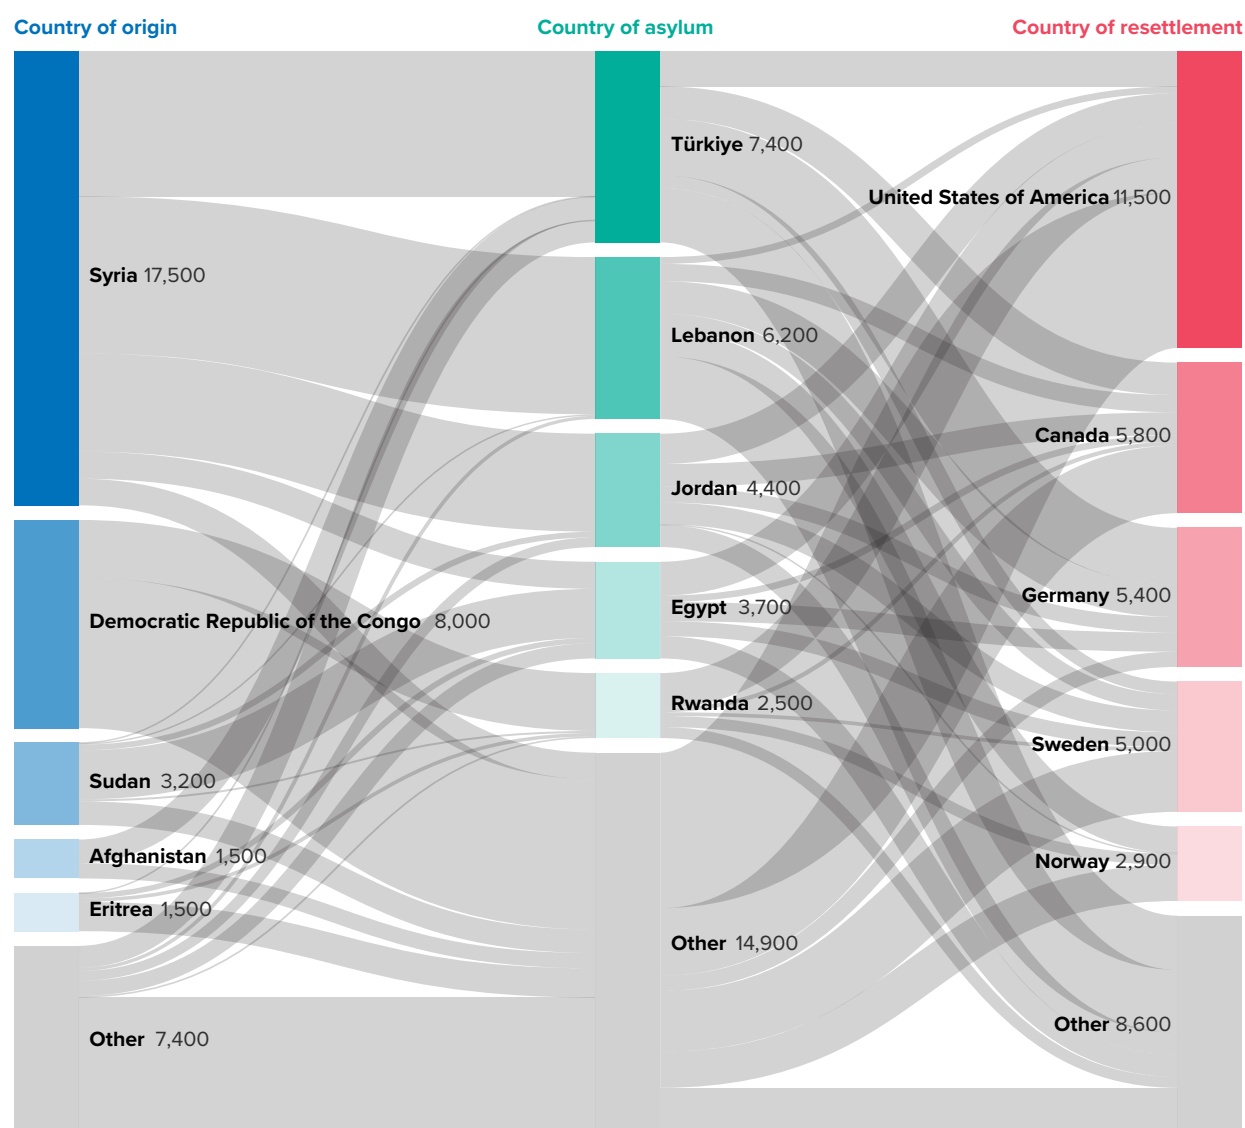 Country of origin
Country of asylum
Country of resettlement
Syria 17,500
Democratic Republic of the Congo 8,000
Sudan 3,200
Afghanistan 1,500
Eritrea 1,500
Other 7,400
Türkiye 7,400
Lebanon 6,200
Jordan 4,400
Egypt 3,700
Rwanda 2,500
Other 14,900
United States of America 11,500
Canada 5,800
Germany 5,400
Sweden 5,000
Norway 2,900
Other 8,600